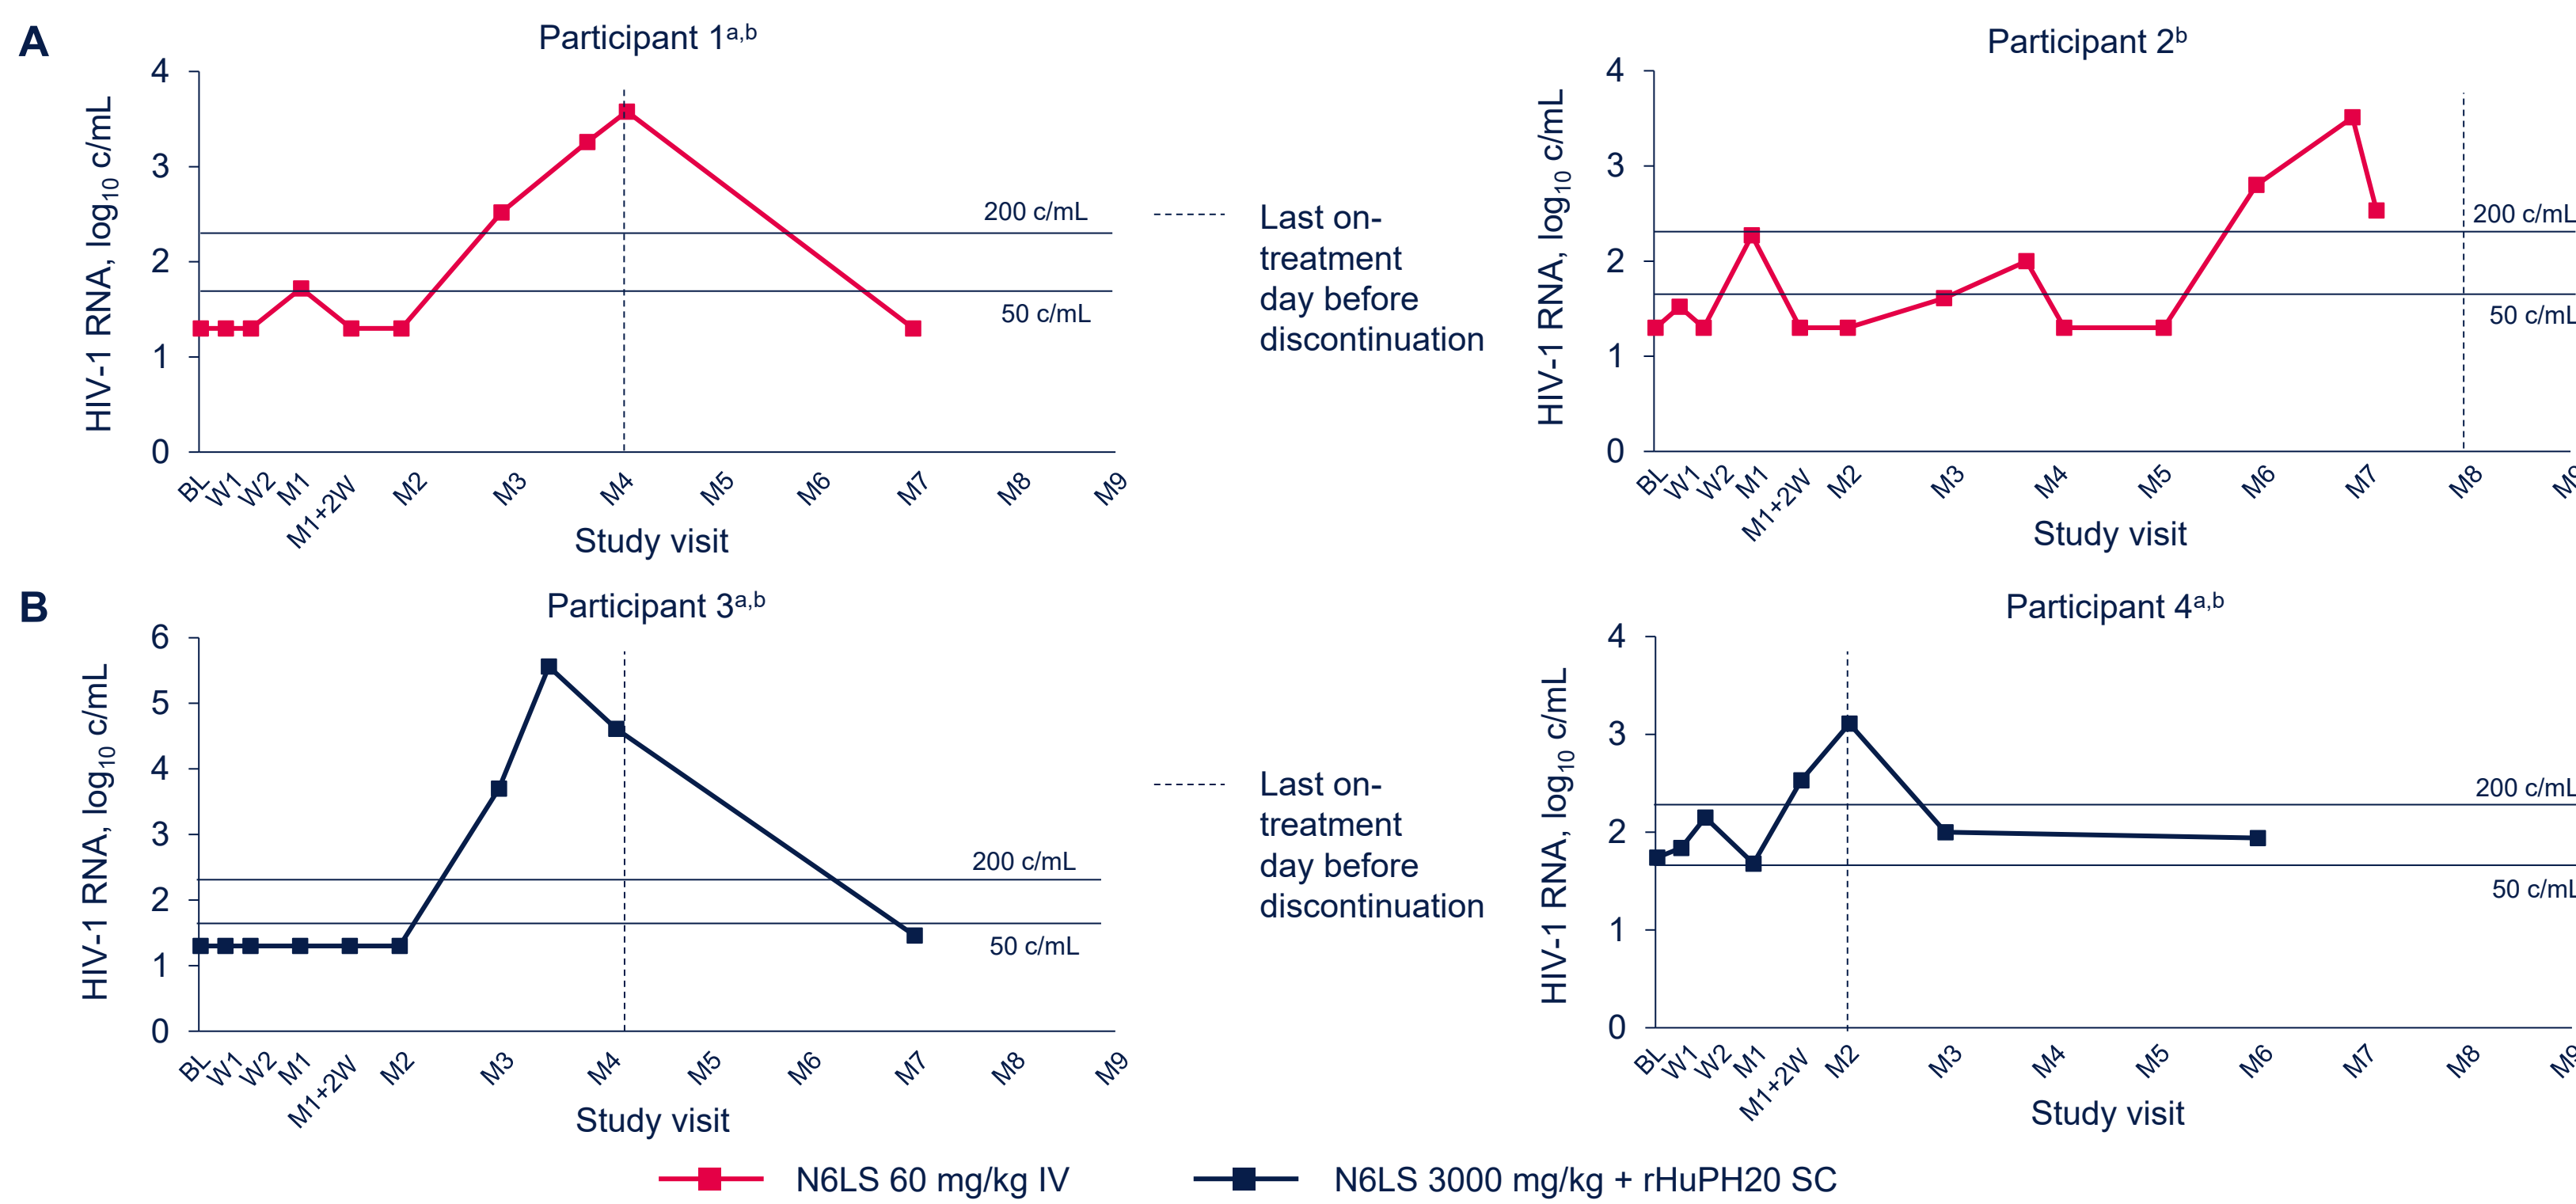 A
Participant 1a,b
4
3
2
1
0
HIV-1 RNA, log10 c/mL
200 c/mL
50 c/mL
BL W1 W2 M1 M1+2W M2 M3 M4 M5 M6 M7 M8 M9
Study visit
Last on-
treatment
day before
discontinuation
Participant 2b
4
3
2
1
0
HIV-1 RNA, log10 c/mL
200 c/mL
50 c/mL
BL W1 W2 M1 M1+2W M2 M3 M4 M5 M6 M7 M8 M9
Study visit
B
Participant 3a,b
6
5
4
3
2
1
0
HIV-1 RNA, log10 c/mL
200 c/mL
50 c/mL
BL W1 W2 M1 M1+2W M2 M3 M4 M5 M6 M7 M8 M9
Study visit
Last on-
treatment
day before
discontinuation
Participant 4a,b
4
3
2
1
0
HIV-1 RNA, log10 c/mL
200 c/mL
50 c/mL
BL W1 W2 M1 M1+2W M2 M3 M4 M5 M6 M7 M8 M9
Study visit
N6LS 60 mg/kg IV
N6LS 3000 mg/kg + rHuPH20 SC